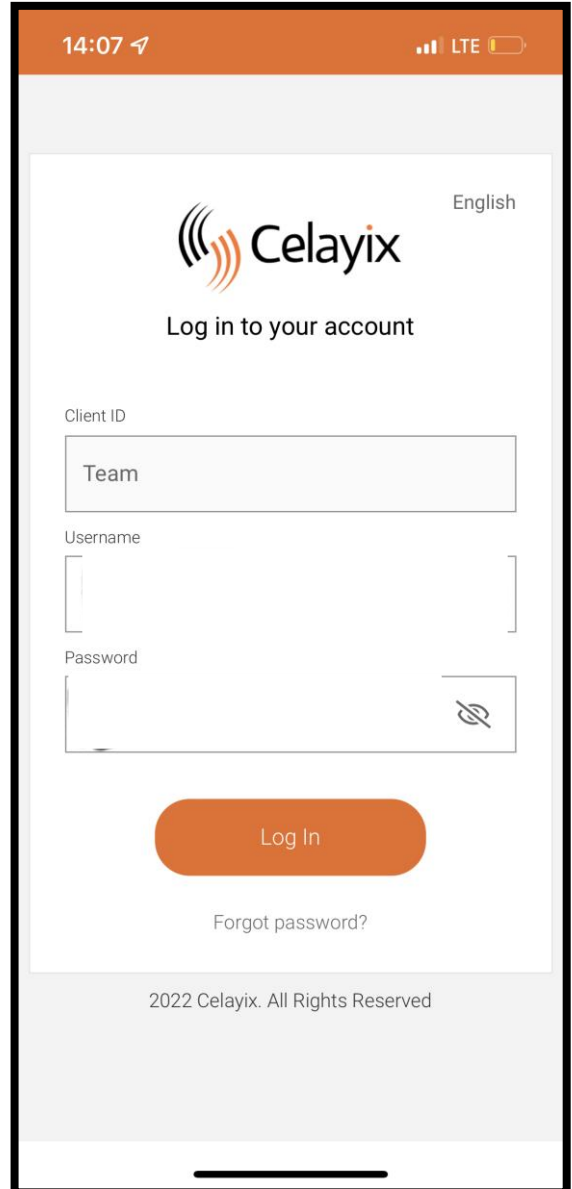 14:07 LTE
English
Celayix
Log in to your account
Client ID
Team
Username
Password
Log In
Forgot password?
2022 Celayix. All Rights Reserved